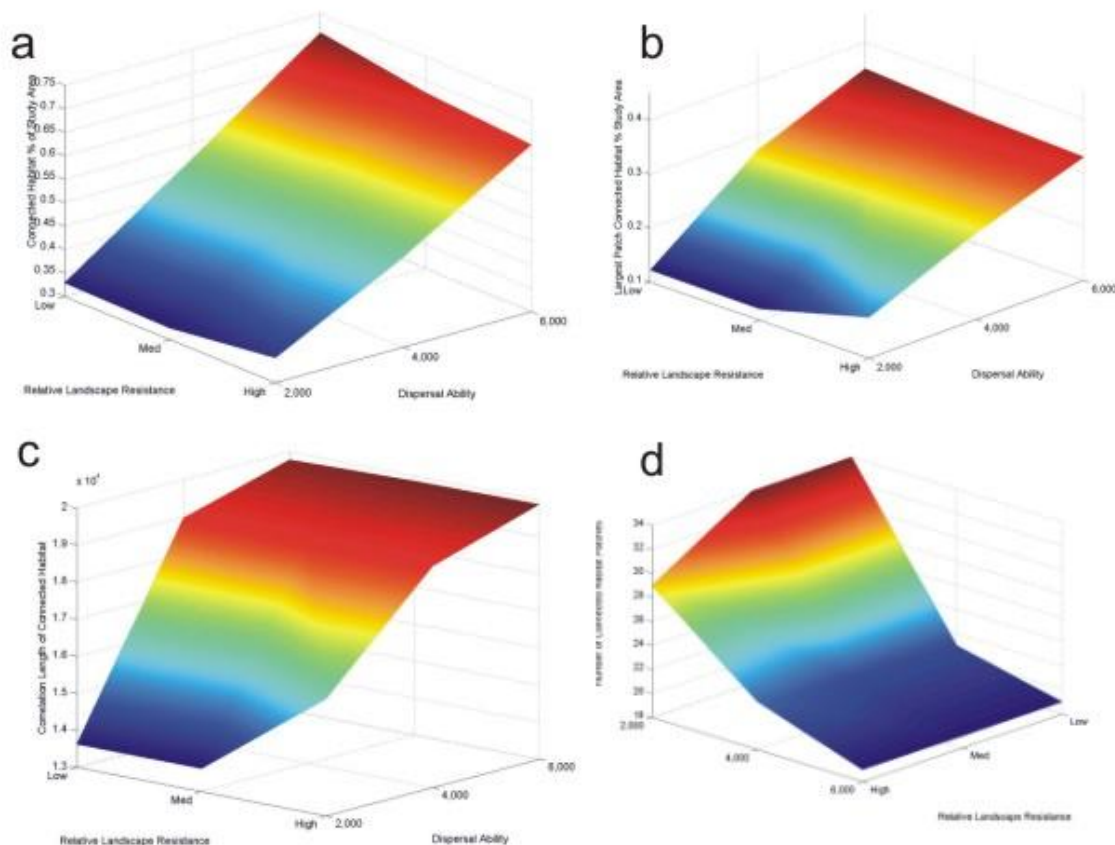 a
0.75
0.7
0.65
0.6
0.55
0.5
0.45
0.4
0.35
0.3
Connected Habitat % of Study Area
Low
Med
High
2,000
4,000
6,000
Relative Landscape Resistance
Dispersal Ability
b
0.4
0.3
0.2
0.1
Largest Patch Connected Habitat % Study Area
Low
Med
High
2,000
4,000
6,000
Relative Landscape Resistance
Dispersal Ability
c
x 10⁴
2
1.9
1.8
1.7
1.6
1.5
1.4
1.3
Correlation Length of Connected Habitat
Low
Med
High
2,000
4,000
6,000
Relative Landscape Resistance
Dispersal Ability
d
34
32
30
28
26
24
22
20
18
Number of Connected Habitat Patches
2,000
4,000
6,000
High
Med
Low
Relative Landscape Resistance